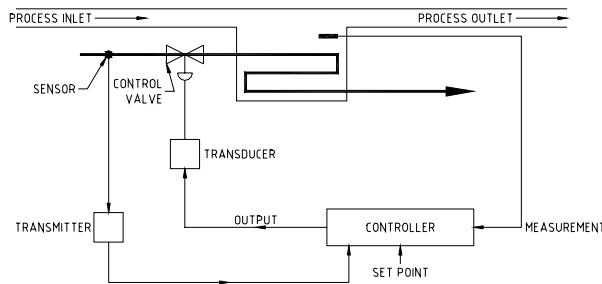 PROCESS INLET
PROCESS OUTLET
SENSOR
CONTROL
VALVE
TRANSDUCER
TRANSMITTER
OUTPUT
CONTROLLER
MEASUREMENT
SET POINT